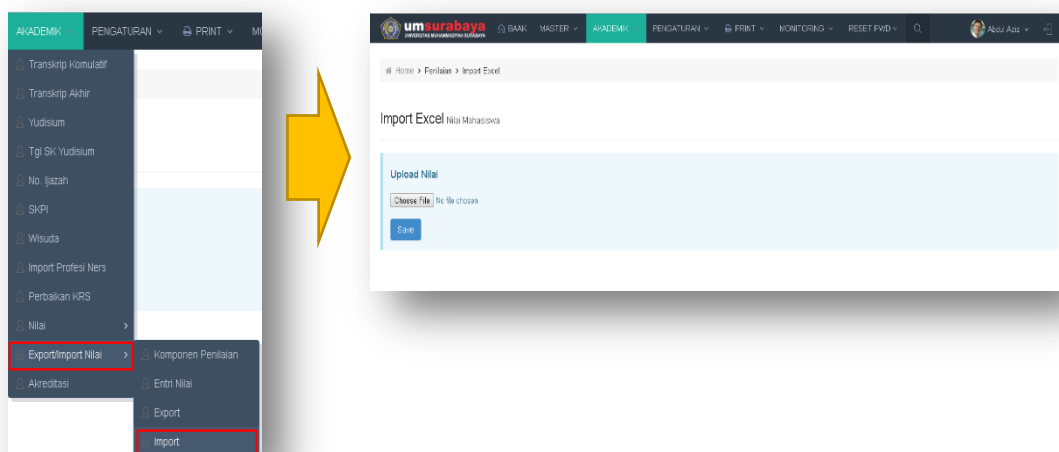 AKADEMIK PENGATURAN PRINT
Transkrip Komulatif
Transkrip Akhir
Yudisium
Tgl SK Yudisium
No. Ijazah
SKPI
Wisuda
Import Profesi Ners
Perbaikan KRS
Nilai
Export/Import Nilai
Akreditasi
Komponen Penilaian
Entri Nilai
Export
Import
umsurabaya BAAK MASTER AKADEMIK PENGATURAN PRINT MONITORING RESET PWD Abdul Aziz
UNIVERSITAS MUHAMMADIYAH SURABAYA
Home > Penilaian > Import Excel
Import Excel Nilai Mahasiswa
Upload Nilai
Choose File No file chosen
Save